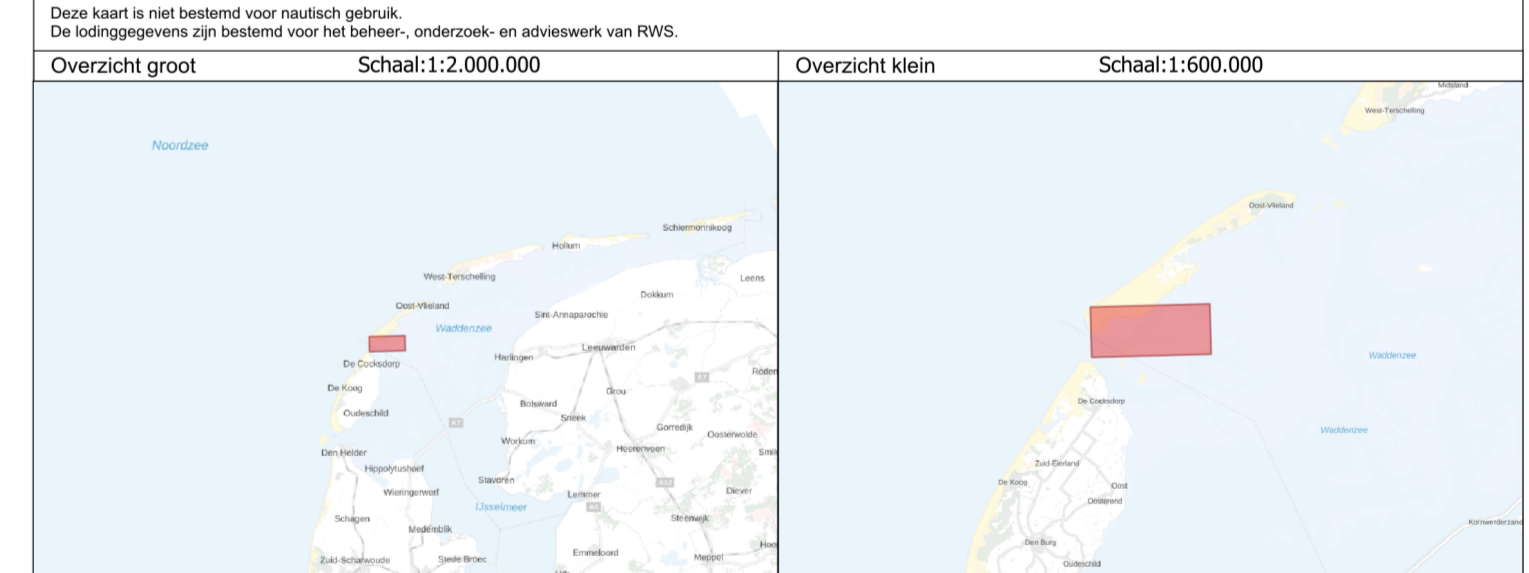 Deze kaart is niet bestemd voor nautisch gebruik.
De lodinggegevens zijn bestemd voor het beheer-, onderzoek- en advieswerk van RWS.
Overzicht groot Schaal:1:2.000.000
Overzicht klein Schaal:1:600.000
Noordzee
Schiermonnikoog
Hollum
West-Terschelling
Leens
Dokkum
Oost-Vlieland
Sint-Annaparochie
Waddenzee
Leeuwarden
Harlingen
De Cocksdorp
Roden
A7
De Koog
Grou
Bolsward
Oudeschild
Sneek
A7
Gorredijk
Oosterwolde
Workum
Heerenveen
Den Helder
Hippolytushoef
Stavoren
Wieringerwerf
Lemmer
Diever
IJsselmeer
Schagen
Steenwijk
Medemblik
Hoo
Emmeloord
Meppel
Zuid-Scharwoude
Stede Broec
Midsland
West-Terschelling
Oost-Vlieland
Waddenzee
De Cocksdorp
Waddenzee
Zuid-Eierland
De Koog
Oost
Oosterend
Kornwerderzand
Den Burg
Oudeschild